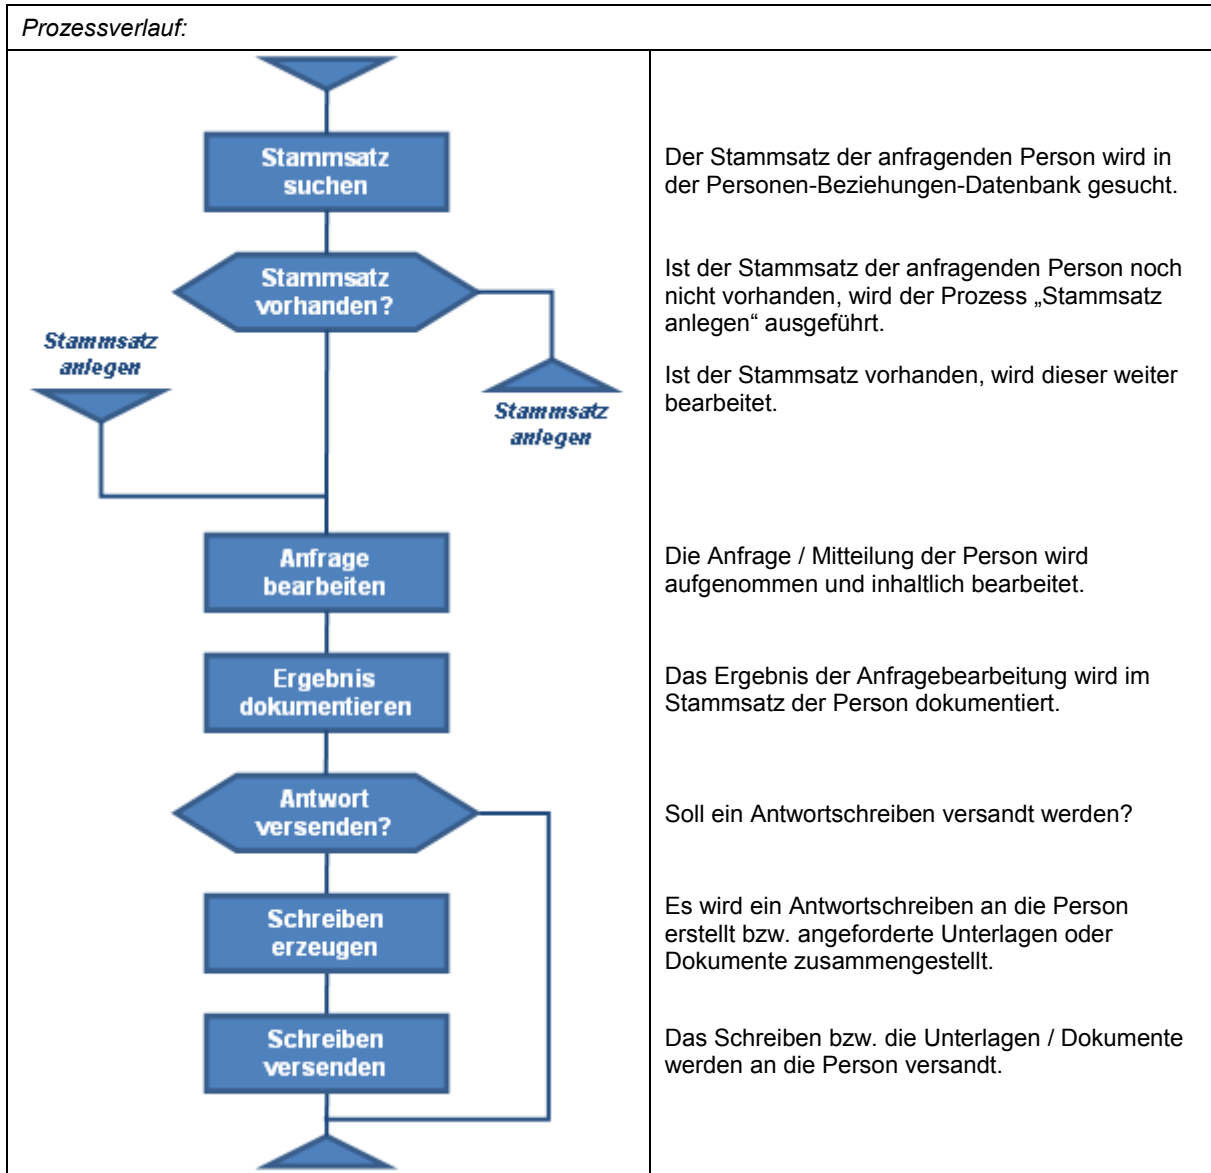 Prozessverlauf:
Stammsatz
suchen
Der Stammsatz der anfragenden Person wird in
der Personen-Beziehungen-Datenbank gesucht.
Stammsatz
vorhanden?
Ist der Stammsatz der anfragenden Person noch
nicht vorhanden, wird der Prozess „Stammsatz
anlegen“ ausgeführt.
Stammsatz
anlegen
Ist der Stammsatz vorhanden, wird dieser weiter
bearbeitet.
Stammsatz
anlegen
Anfrage
bearbeiten
Die Anfrage / Mitteilung der Person wird
aufgenommen und inhaltlich bearbeitet.
Ergebnis
dokumentieren
Das Ergebnis der Anfragebearbeitung wird im
Stammsatz der Person dokumentiert.
Antwort
versenden?
Soll ein Antwortschreiben versandt werden?
Schreiben
erzeugen
Es wird ein Antwortschreiben an die Person
erstellt bzw. angeforderte Unterlagen oder
Dokumente zusammengestellt.
Schreiben
versenden
Das Schreiben bzw. die Unterlagen / Dokumente
werden an die Person versandt.